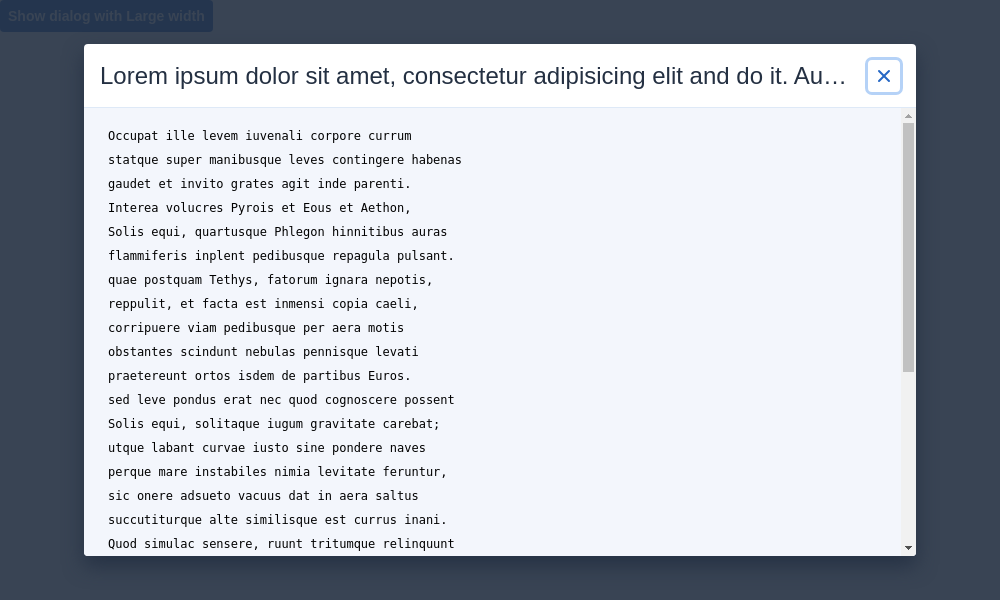 Show dialog with Large width
Lorem ipsum dolor sit amet, consectetur adipisicing elit and do it. Au…
Occupat ille levem iuvenali corpore currum
statque super manibusque leves contingere habenas
gaudet et invito grates agit inde parenti.
Interea volucres Pyrois et Eous et Aethon,
Solis equi, quartusque Phlegon hinnitibus auras
flammiferis inplent pedibusque repagula pulsant.
quae postquam Tethys, fatorum ignara nepotis,
reppulit, et facta est inmensi copia caeli,
corripuere viam pedibusque per aera motis
obstantes scindunt nebulas pennisque levati
praetereunt ortos isdem de partibus Euros.
sed leve pondus erat nec quod cognoscere possent
Solis equi, solitaque iugum gravitate carebat;
utque labant curvae iusto sine pondere naves
perque mare instabiles nimia levitate feruntur,
sic onere adsueto vacuus dat in aera saltus
succutiturque alte similisque est currus inani.
Quod simulac sensere, ruunt tritumque relinquunt